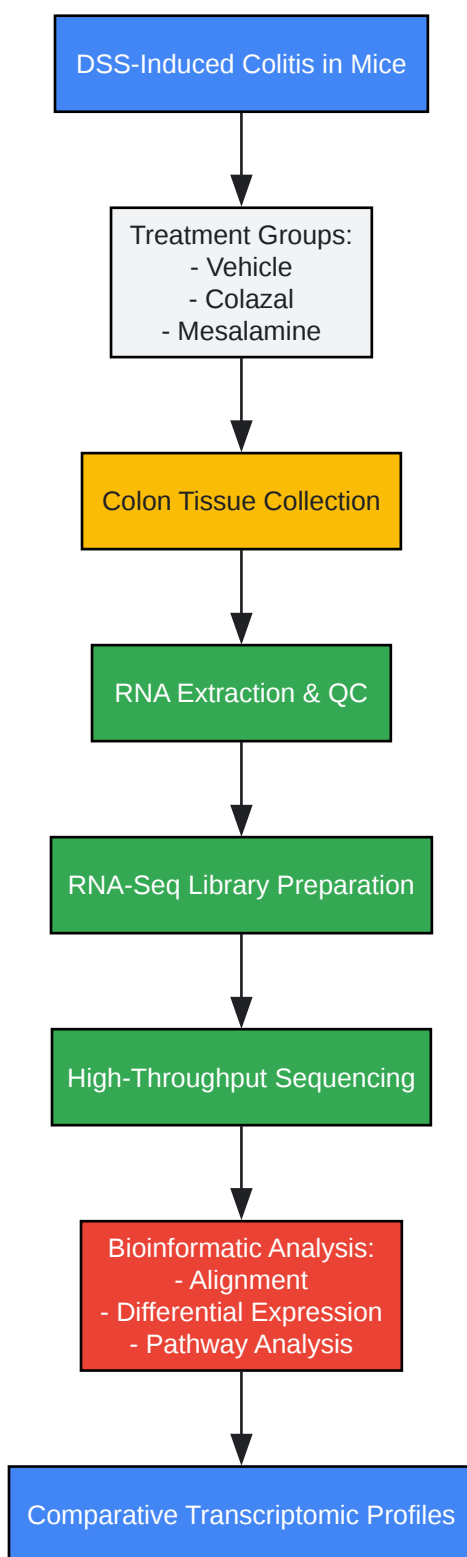 DSS-Induced Colitis in Mice
Treatment Groups:
- Vehicle
- Colazal
- Mesalamine
Colon Tissue Collection
RNA Extraction & QC
RNA-Seq Library Preparation
High-Throughput Sequencing
Bioinformatic Analysis:
- Alignment
- Differential Expression
- Pathway Analysis
Comparative Transcriptomic Profiles